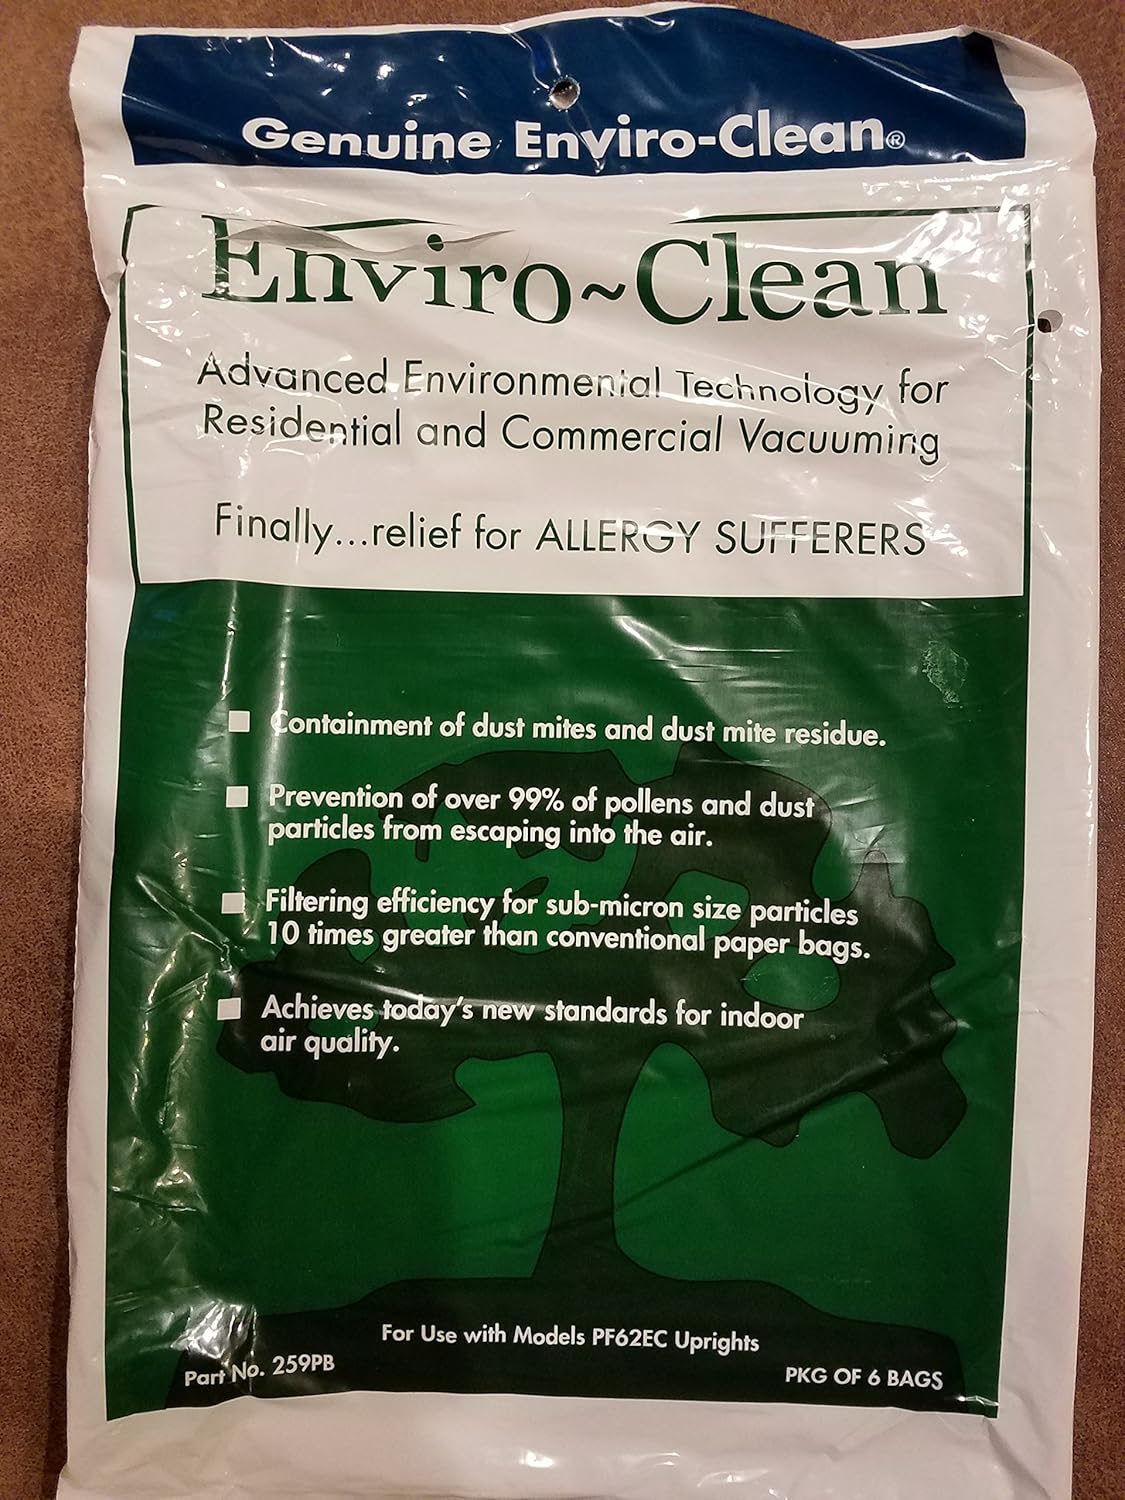 Genuine Enviro-Clean®
Enviro~Clean
Advanced Environmental Technology for
Residential and Commercial Vacuuming
Finally...relief for ALLERGY SUFFERERS
■ Containment of dust mites and dust mite residue.
■ Prevention of over 99% of pollens and dust
particles from escaping into the air.
■ Filtering efficiency for sub-micron size particles
10 times greater than conventional paper bags.
■ Achieves today's new standards for indoor
air quality.
For Use with Models PF62EC Uprights
Part No. 259PB
PKG OF 6 BAGS